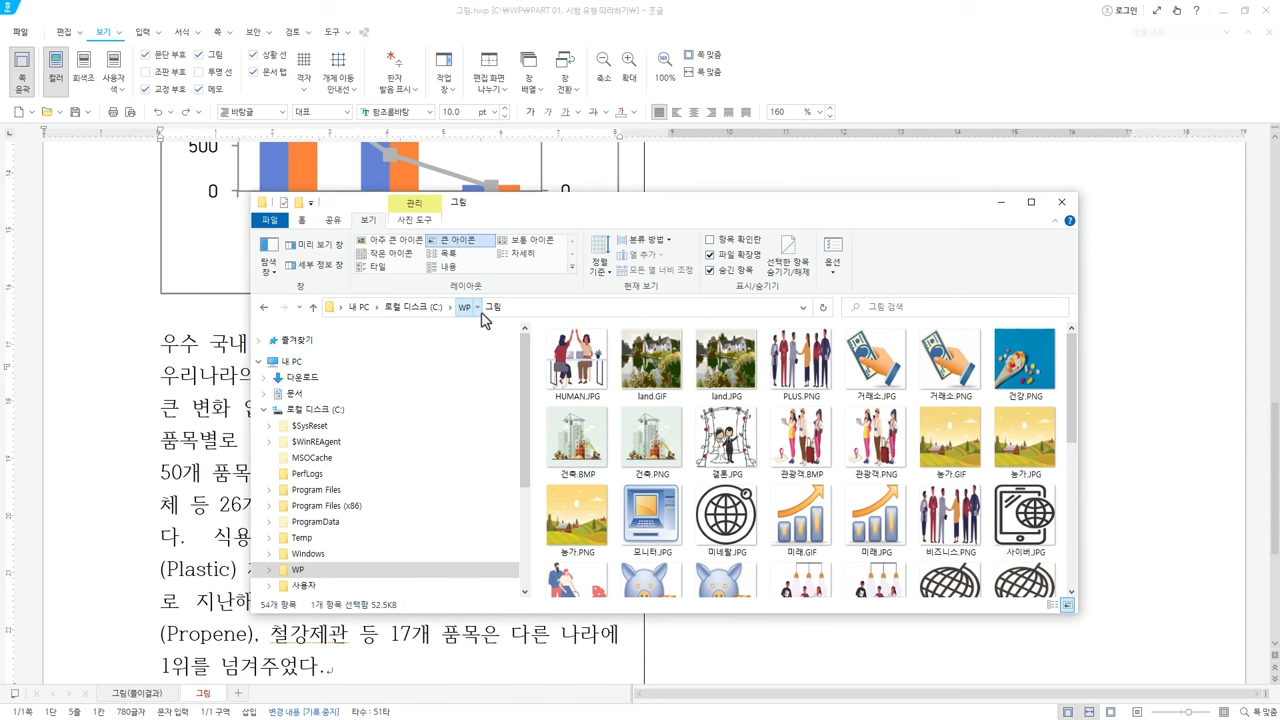 그림.hwp [C:\WP\PART 01. 시험 유형 따라하기\] - 한글
로그인
파일 편집 보기 입력 서식 쪽 보안 검토 도구
쪽 윤곽
컬러
회색조
사용자 색
문단 부호 그림
조판 부호 투명 선
교정 부호 메모
상황 선
문서 탭
격자
개체 이동 안내선
한자 발음 표시
작업 창
편집 화면 나누기
창 배열
창 전환
축소
확대
100%
쪽 맞춤
폭 맞춤
바탕글 대표 함초롬바탕 10.0 pt 160 %
1 2 3 4 5 6 7 8 9 10 11 12 13 14 15 16 17 18 19
500
0 0
관리 그림
파일 홈 공유 보기 사진 도구
탐색 창
미리 보기 창
세부 정보 창
창
아주 큰 아이콘 큰 아이콘 보통 아이콘
작은 아이콘 목록 자세히
타일 내용
레이아웃
정렬 기준
분류 방법
열 추가
모든 열 너비 조정
현재 보기
항목 확인란
파일 확장명
숨긴 항목
선택한 항목 숨기기/해제
표시/숨기기
옵션
내 PC 로컬 디스크 (C:) WP 그림
그림 검색
즐겨찾기
내 PC
다운로드
문서
로컬 디스크 (C:)
$SysReset
$WinREAgent
MSOCache
PerfLogs
Program Files
Program Files (x86)
ProgramData
Temp
Windows
WP
사용자
HUMAN.JPG land.GIF land.JPG PLUS.PNG 거래소.JPG 거래소.PNG 건강.PNG
건축.BMP 건축.PNG 결혼.JPG 관광객.BMP 관광객.PNG 농가.GIF 농가.JPG
농가.PNG 모니터.JPG 미네랄.JPG 미래.GIF 미래.JPG 비즈니스.PNG 사이버.JPG
54개 항목 1개 항목 선택함 52.5KB
우수 국내
우리나라의
큰 변화 없
품목별로
50개 품목
체 등 26개
다. 식용
(Plastic)
로 지난해
(Propene), 철강제관 등 17개 품목은 다른 나라에
1위를 넘겨주었다.
그림(풀이결과) 그림
1/1쪽 1단 5줄 1칸 780글자 문자 입력 1/1 구역 삽입 변경 내용 [기록 중지] 타수 : 51타
폭 맞춤